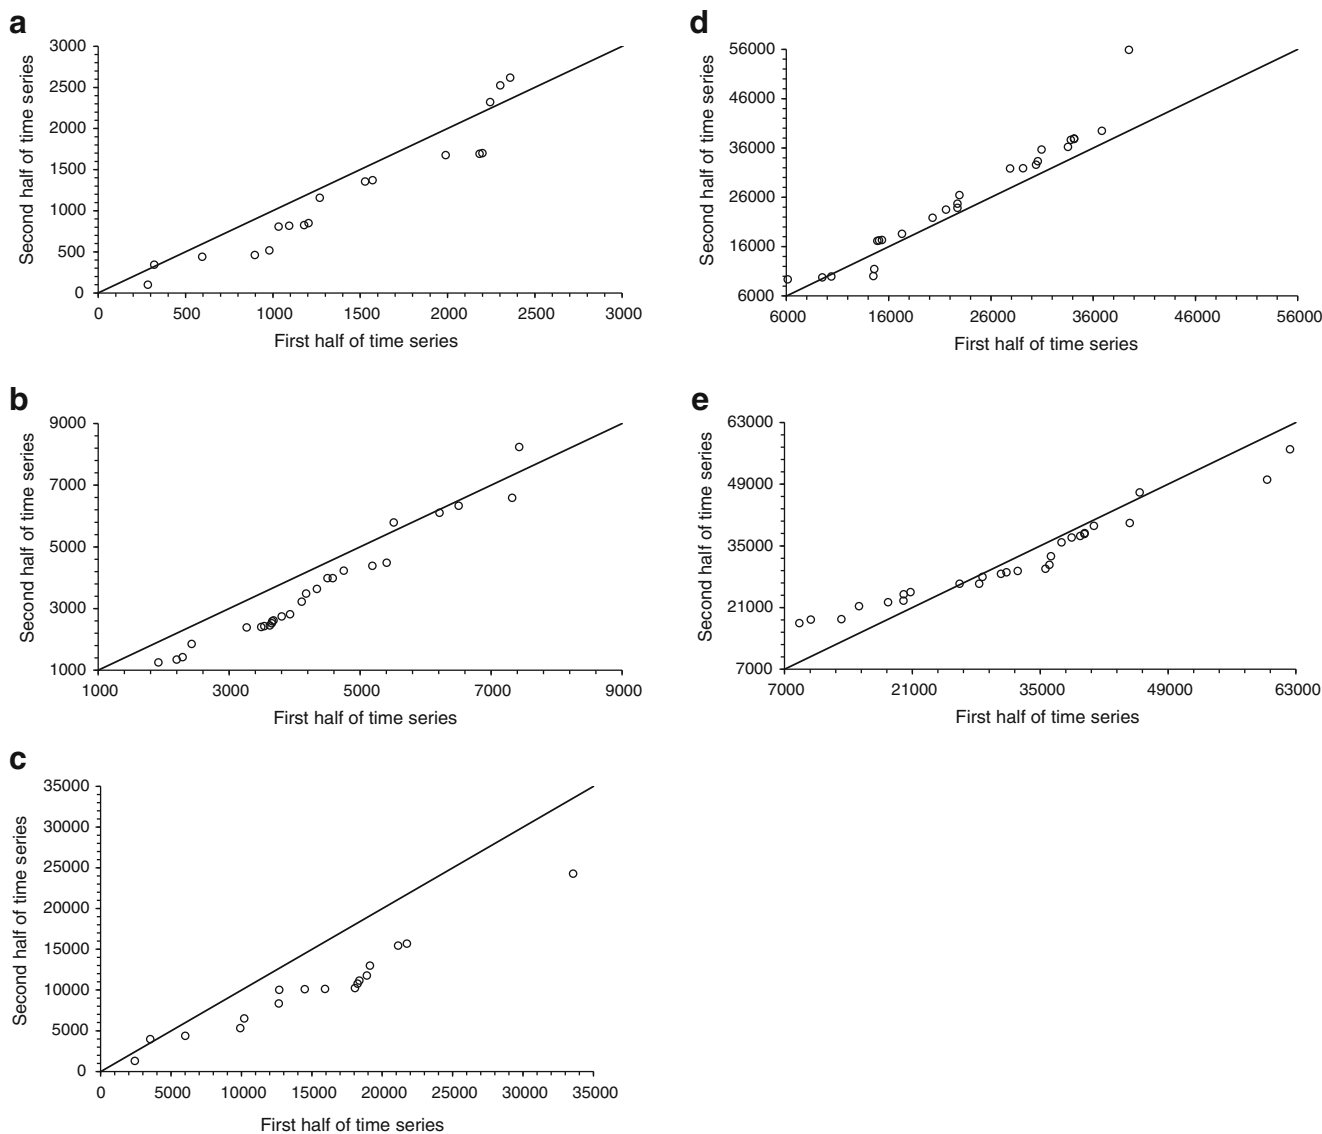 a
3000
2500
2000
1500
1000
500
0
Second half of time series
0 500 1000 1500 2000 2500 3000
First half of time series
b
9000
7000
5000
3000
1000
Second half of time series
1000 3000 5000 7000 9000
First half of time series
c
35000
30000
25000
20000
15000
10000
5000
0
Second half of time series
0 5000 10000 15000 20000 25000 30000 35000
First half of time series
d
56000
46000
36000
26000
16000
6000
Second half of time series
6000 16000 26000 36000 46000 56000
First half of time series
e
63000
49000
35000
21000
7000
Second half of time series
7000 21000 35000 49000 63000
First half of time series